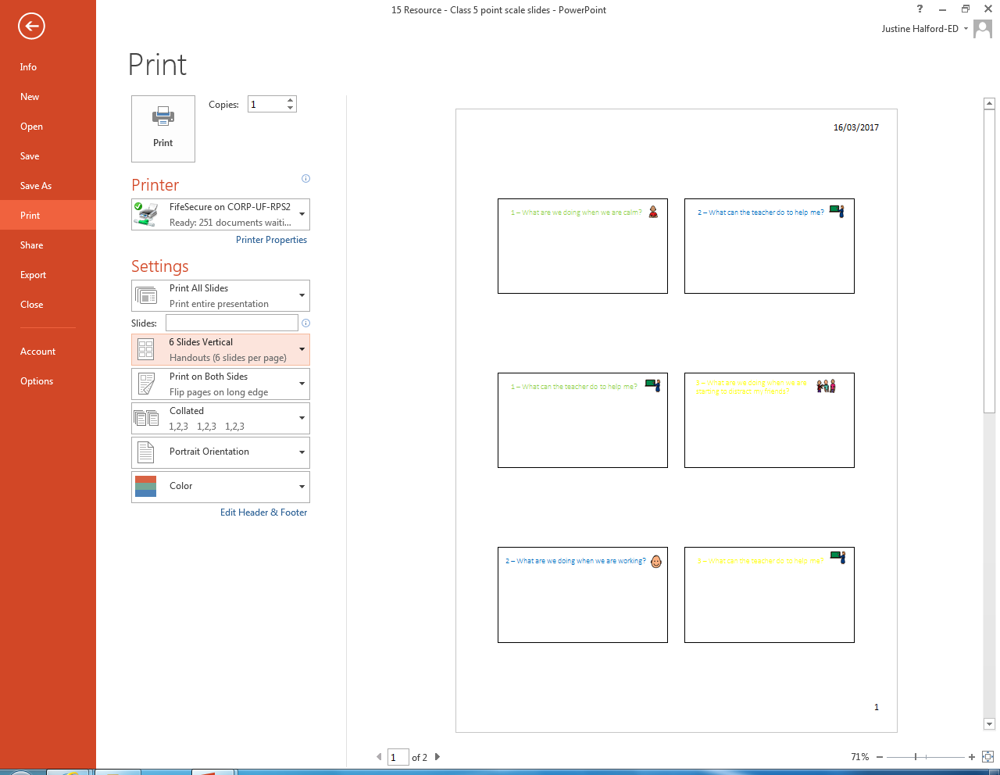 15 Resource - Class 5 point scale slides - PowerPoint
?
Justine Halford-ED
Info
New
Open
Save
Save As
Print
Share
Export
Close
Account
Options
Print
Print
Copies: 1
Printer
FifeSecure on CORP-UF-RPS2
Ready: 251 documents waiti...
Printer Properties
Settings
Print All Slides
Print entire presentation
Slides:
6 Slides Vertical
Handouts (6 slides per page)
Print on Both Sides
Flip pages on long edge
Collated
1,2,3 1,2,3 1,2,3
Portrait Orientation
Color
Edit Header & Footer
16/03/2017
1 – What are we doing when we are calm?
2 – What can the teacher do to help me?
1 – What can the teacher do to help me?
3 – What are we doing when we are
starting to distract my friends?
2 – What are we doing when we are working?
3 – What can the teacher do to help me?
1
1 of 2
71%